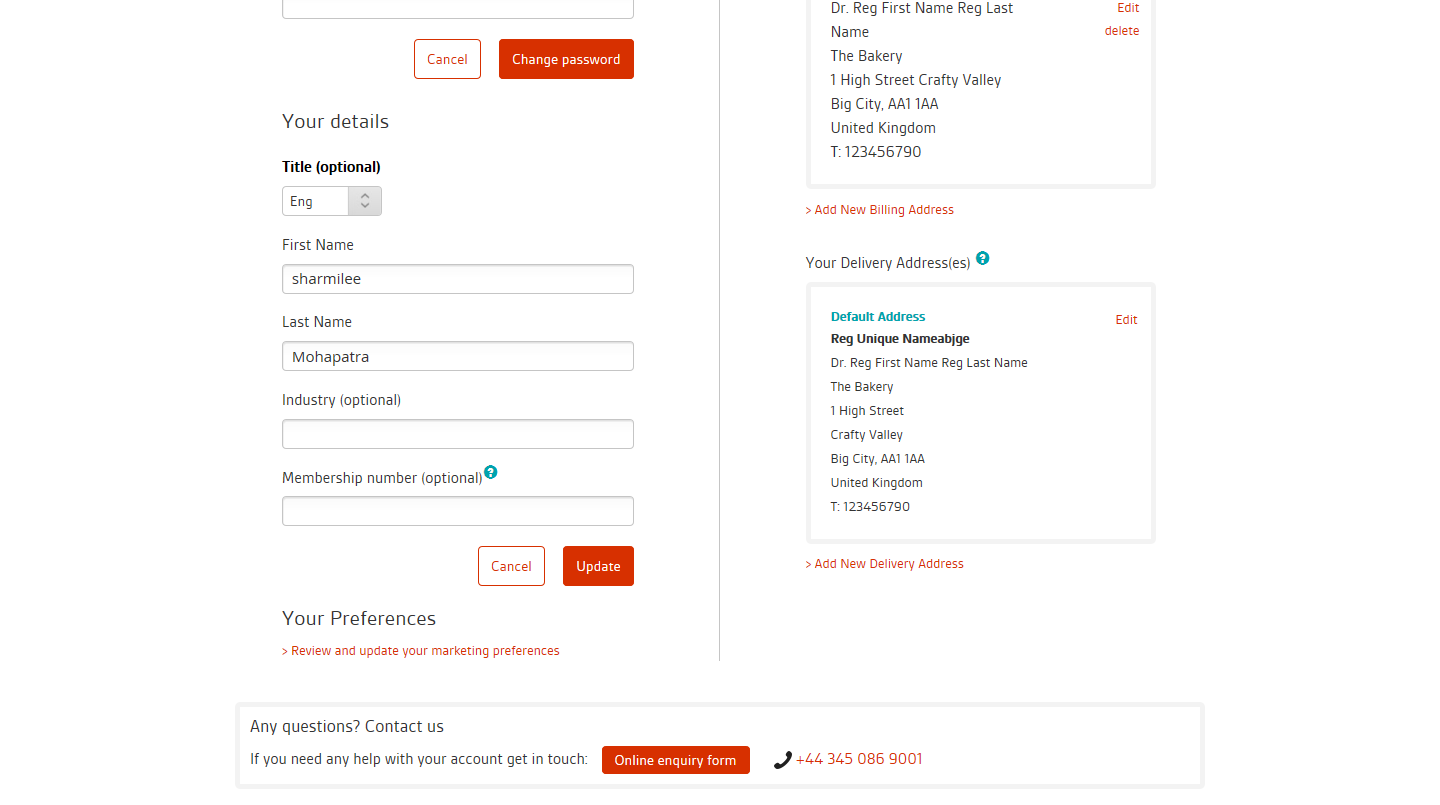 Cancel
Change password
Your details
Title (optional)
Eng
First Name
sharmilee
Last Name
Mohapatra
Industry (optional)
Membership number (optional)
?
Cancel
Update
Your Preferences
> Review and update your marketing preferences
Dr. Reg First Name Reg Last
Name
Edit
delete
The Bakery
1 High Street Crafty Valley
Big City, AA1 1AA
United Kingdom
T: 123456790
> Add New Billing Address
Your Delivery Address(es)
?
Default Address
Edit
Reg Unique Nameabjge
Dr. Reg First Name Reg Last Name
The Bakery
1 High Street
Crafty Valley
Big City, AA1 1AA
United Kingdom
T: 123456790
> Add New Delivery Address
Any questions? Contact us
If you need any help with your account get in touch:
Online enquiry form
+44 345 086 9001